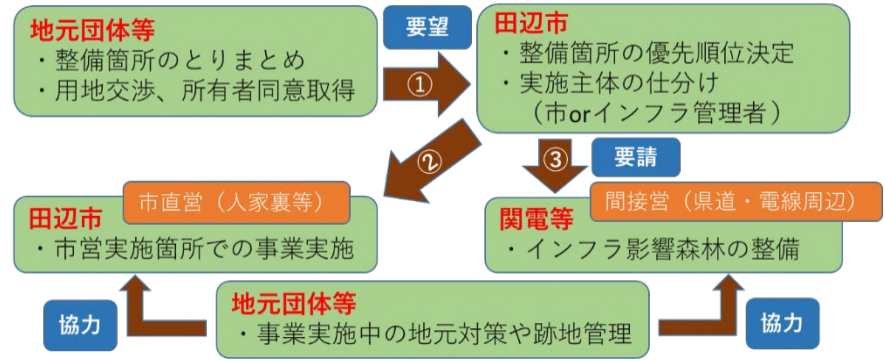 地元団体等
・整備箇所のとりまとめ
・用地交渉、所有者同意取得
要望
①
田辺市
・整備箇所の優先順位決定
・実施主体の仕分け
（市orインフラ管理者）
②
③
要請
市直営（人家裏等）
田辺市
・市営実施箇所での事業実施
間接営（県道・電線周辺）
関電等
・インフラ影響森林の整備
協力
地元団体等
・事業実施中の地元対策や跡地管理
協力